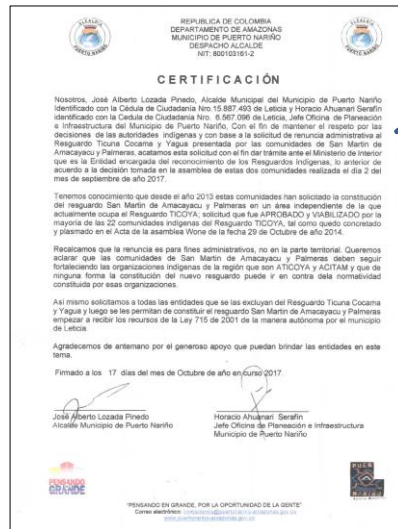 ALCALDIA
PUERTO NARIÑO
REPUBLICA DE COLOMBIA
DEPARTAMENTO DE AMAZONAS
MUNICIPIO DE PUERTO NARIÑO
DESPACHO ALCALDE
NIT: 800103161-2
ALCALDIA
PUERTO NARIÑO
CERTIFICACIÓN
Nosotros, José Alberto Lozada Pinedo, Alcalde Municipal del Municipio de Puerto Nariño
Identificado con la Cédula de Ciudadanía Nro.15.887.493 de Leticia y Horacio Ahuanari Serafín
identificado con la Cedula de Ciudadanía Nro. 6.567.096 de Leticia, Jefe Oficina de Planeación
e Infraestructura del Municipio de Puerto Nariño, Con el fin de mantener el respeto por las
decisiones de las autoridades indígenas y con base a la solicitud de renuncia administrativa al
Resguardo Ticuna Cocama y Yagua presentada por las comunidades de San Martin de
Amacayacu y Palmeras, acatamos esta solicitud con el fin dar trámite ante el Ministerio de Interior
que es la Entidad encargada del reconocimiento de los Resguardos Indígenas, lo anterior de
acuerdo a la decisión tomada en la asamblea de estas dos comunidades realizada el día 2 del
mes de septiembre de año 2017.
Tenemos conocimiento que desde el año 2013 estas comunidades han solicitado la constitución
del resguardo San Martin de Amacayacu y Palmeras en un área independiente de la que
actualmente ocupa el Resguardo TICOYA; solicitud que fue APROBADO y VIABILIZADO por la
mayoría de las 22 comunidades indígenas del Resguardo TICOYA, tal como quedo concretado
y plasmado en el Acta de la asamblea Wone de la fecha 29 de Octubre de año 2014.
Recalcamos que la renuncia es para fines administrativos, no en la parte territorial. Queremos
aclarar que las comunidades de San Martin de Amacayacu y Palmeras deben seguir
fortaleciendo las organizaciones indígenas de la región que son ATICOYA y ACITAM y que de
ninguna forma la constitución del nuevo resguardo puede ir en contra dela normatividad
constituida por esas organizaciones.
Así mismo solicitamos a todas las entidades que se las excluyan del Resguardo Ticuna Cocama
y Yagua y luego se les permitan de constituir el resguardo San Martin de Amacayacu y Palmeras
empezar a recibir los recursos de la Ley 715 de 2001 de la manera autónoma por el municipio
de Leticia.
Agradecemos de antemano por el generoso apoyo que puedan brindar las entidades en este
tema.
Firmado a los 17 días del mes de Octubre de año en curso 2017.
José Alberto Lozada Pinedo
Alcalde Municipio de Puerto Nariño
Horacio Ahuanari Serafín
Jefe Oficina de Planeación e Infraestructura
Municipio de Puerto Nariño
PENSANDO
GRANDE
"PENSANDO EN GRANDE, POR LA OPORTUNIDAD DE LA GENTE"
Correo electrónico: